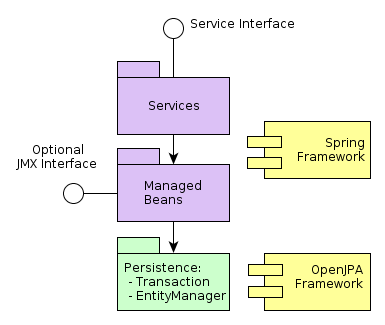 Service Interface
Services
Optional
JMX Interface
Spring
Framework
Managed
Beans
Persistence:
- Transaction
- EntityManager
OpenJPA
Framework